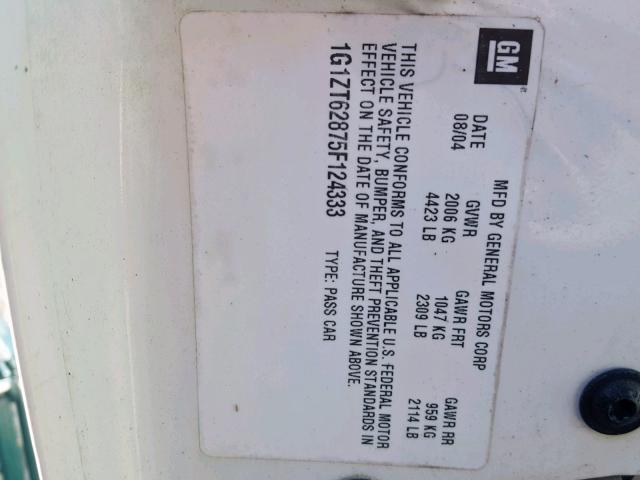 GM
MFD BY GENERAL MOTORS CORP
DATE GVWR GAWR FRT GAWR RR
08/04 2006 KG 1047 KG 959 KG
4423 LB 2309 LB 2114 LB
THIS VEHICLE CONFORMS TO ALL APPLICABLE U.S. FEDERAL MOTOR
VEHICLE SAFETY, BUMPER, AND THEFT PREVENTION STANDARDS IN
EFFECT ON THE DATE OF MANUFACTURE SHOWN ABOVE.
1G1ZT62875F124333 TYPE: PASS CAR